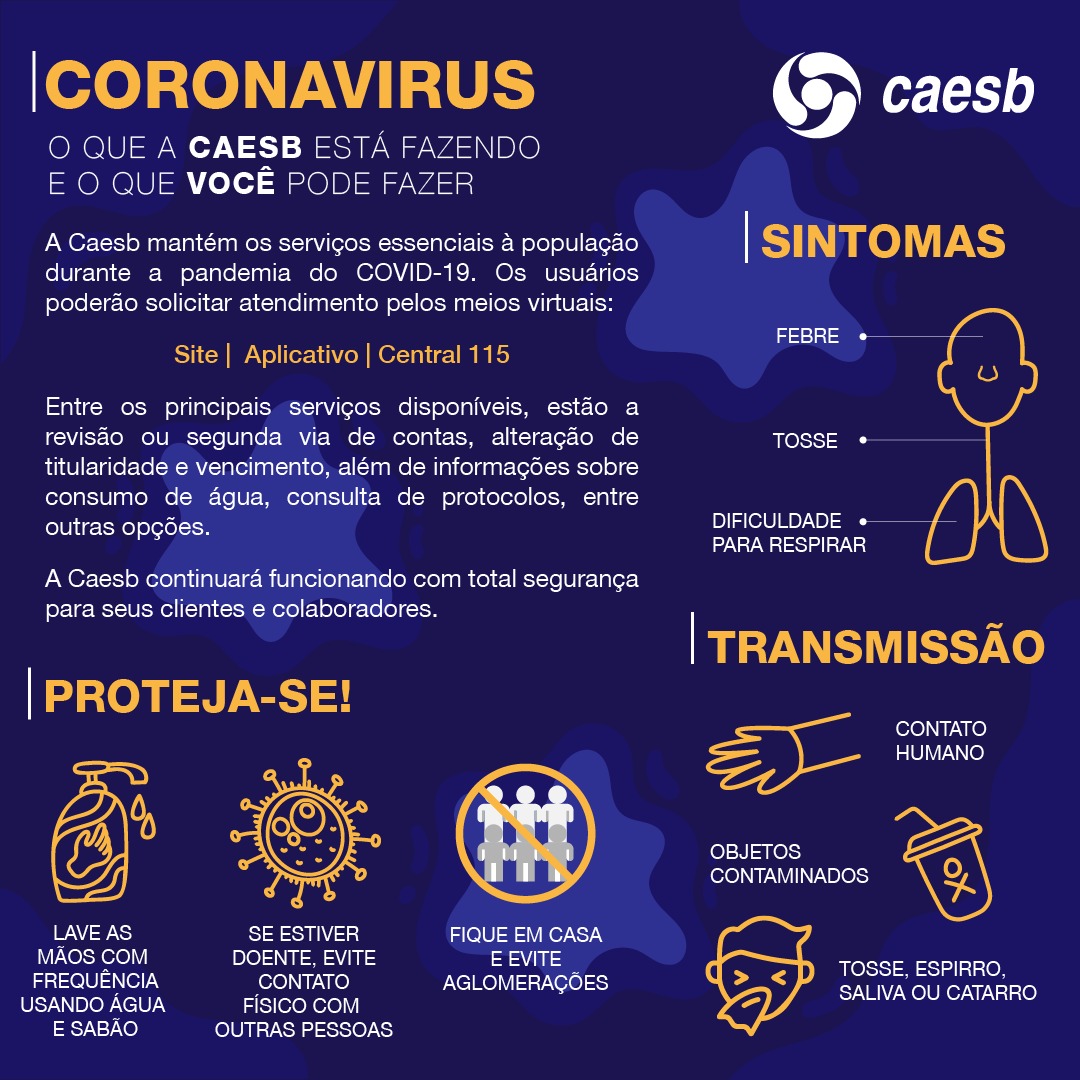 CORONAVIRUS
O QUE A CAESB ESTÁ FAZENDO
E O QUE VOCÊ PODE FAZER
caesb
A Caesb mantém os serviços essenciais à população
durante a pandemia do COVID-19. Os usuários
poderão solicitar atendimento pelos meios virtuais:
Site | Aplicativo | Central 115
Entre os principais serviços disponíveis, estão a
revisão ou segunda via de contas, alteração de
titularidade e vencimento, além de informações sobre
consumo de água, consulta de protocolos, entre
outras opções.
A Caesb continuará funcionando com total segurança
para seus clientes e colaboradores.
SINTOMAS
FEBRE
TOSSE
DIFICULDADE
PARA RESPIRAR
PROTEJA-SE!
LAVE AS
MÃOS COM
FREQUÊNCIA
USANDO ÁGUA
E SABÃO
SE ESTIVER
DOENTE, EVITE
CONTATO
FÍSICO COM
OUTRAS PESSOAS
FIQUE EM CASA
E EVITE
AGLOMERAÇÕES
TRANSMISSÃO
CONTATO
HUMANO
OBJETOS
CONTAMINADOS
TOSSE, ESPIRRO,
SALIVA OU CATARRO